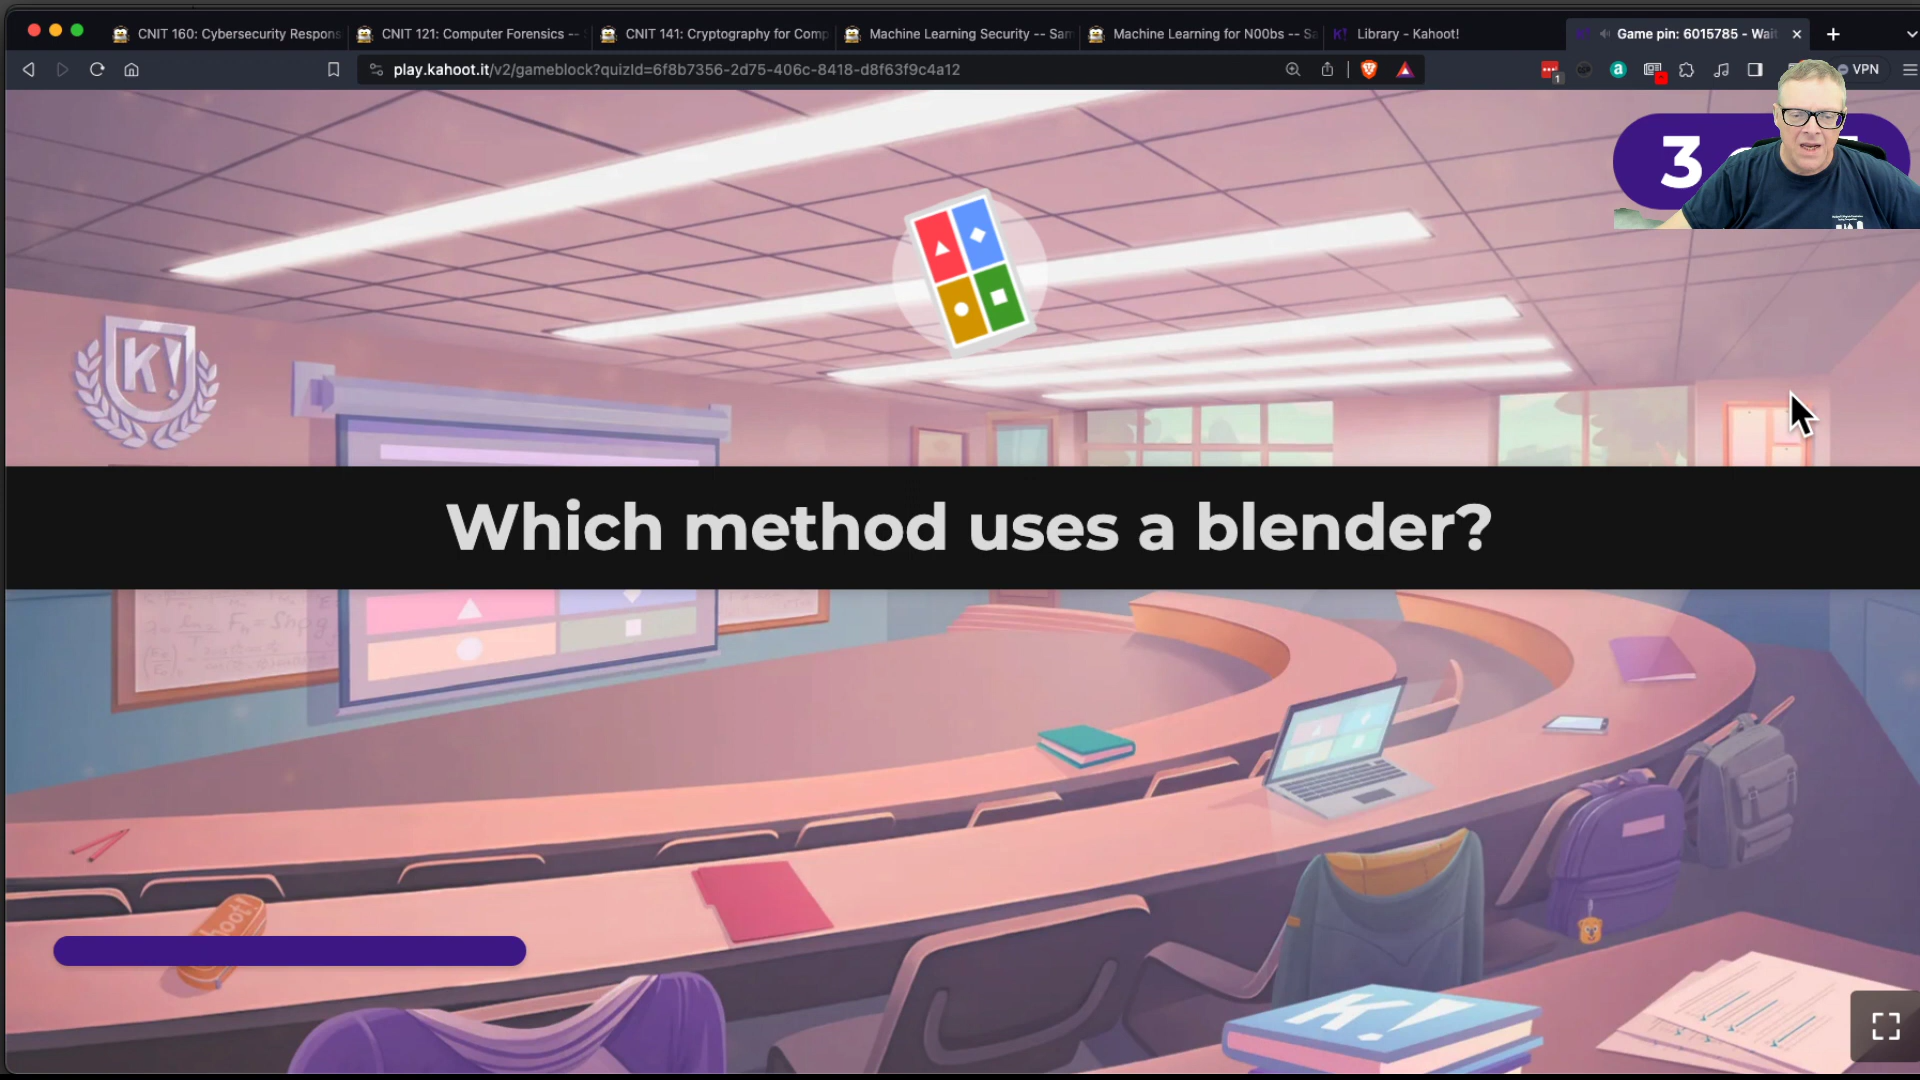 CNIT 160: Cybersecurity Respons
CNIT 121: Computer Forensics --
CNIT 141: Cryptography for Comp
Machine Learning Security -- Sam
Machine Learning for N00bs -- Sa
Library - Kahoot!
Game pin: 6015785 - Wait
play.kahoot.it/v2/gameblock?quizId=6f8b7356-2d75-406c-8418-d8f63f9c4a12
1
a
VPN
3
K!
Which method uses a blender?
K!